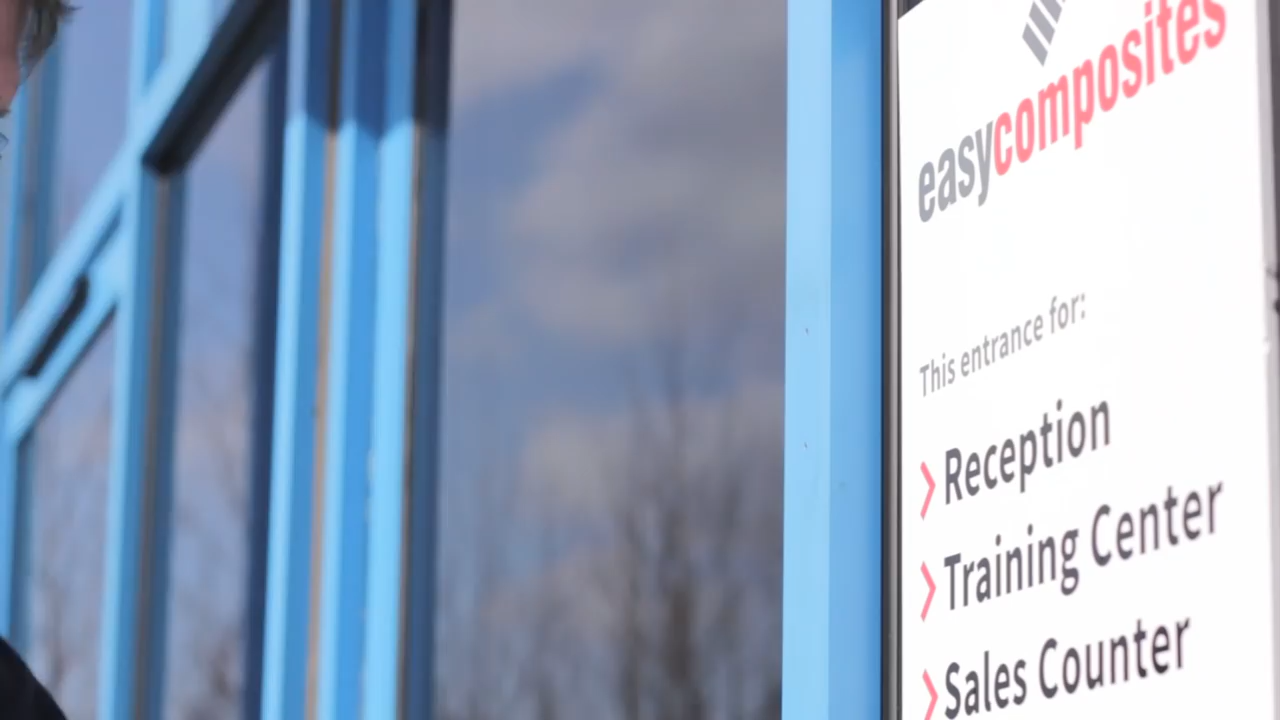 easycomposites
This entrance for:
Reception
Training Center
Sales Counter